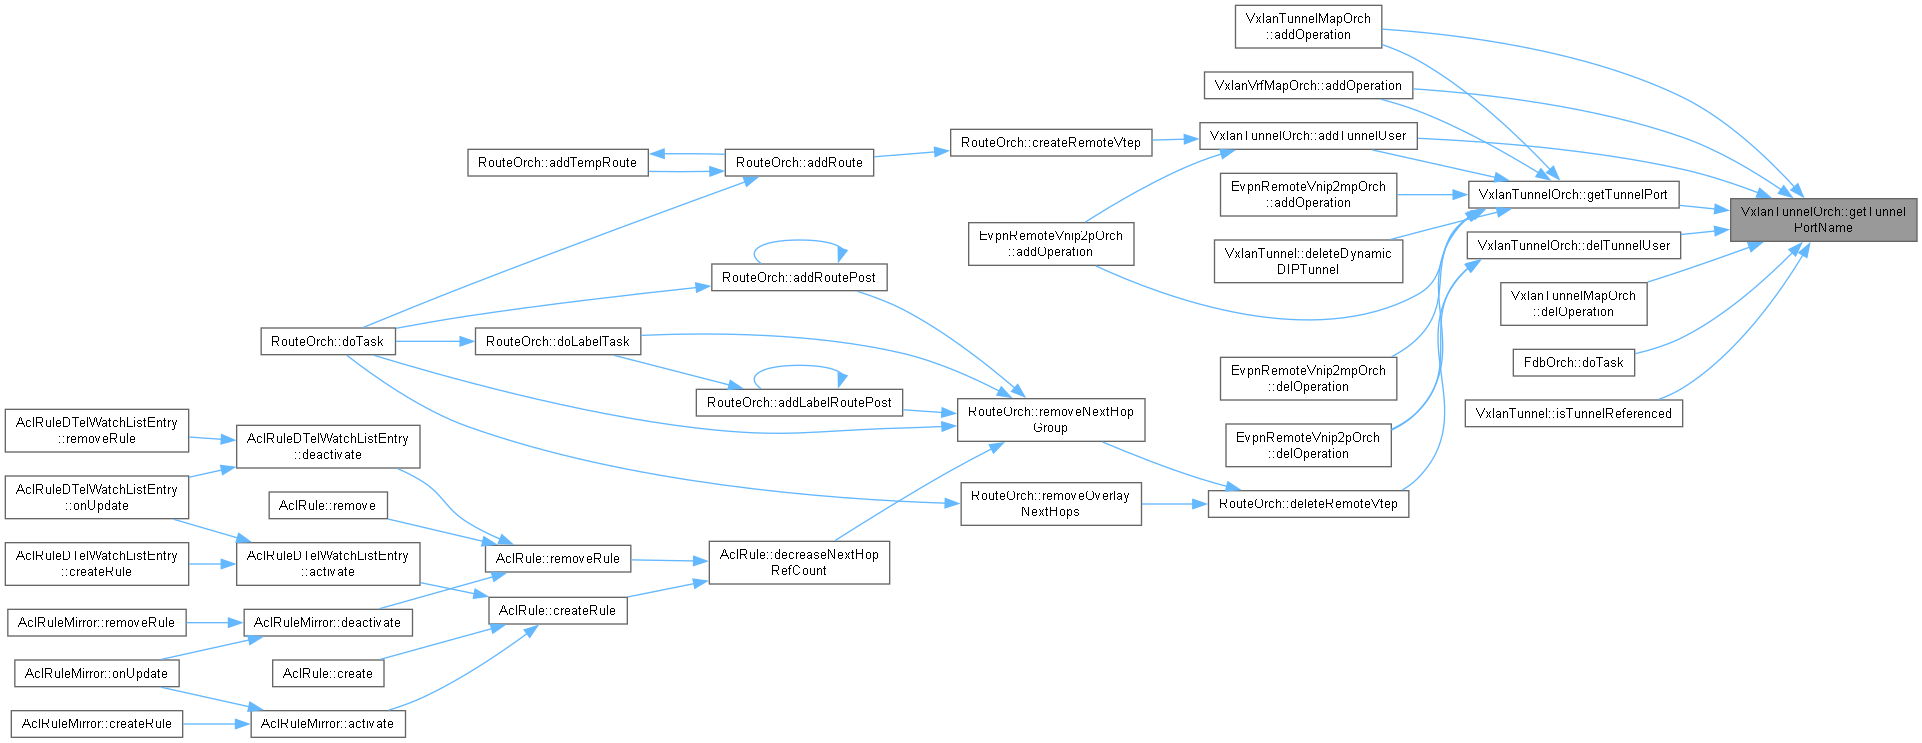 VxlanTunnelMapOrch
::addOperation
VxlanVrfMapOrch::addOperation
VxlanTunnelOrch::addTunnelUser
RouteOrch::createRemoteVtep
RouteOrch::addTempRoute
RouteOrch::addRoute
EvpnRemoteVnip2mpOrch
::addOperation
VxlanTunnelOrch::getTunnelPort
VxlanTunnelOrch::getTunnel
PortName
EvpnRemoteVnip2pOrch
::addOperation
VxlanTunnel::deleteDynamic
DIPTunnel
VxlanTunnelOrch::delTunnelUser
RouteOrch::addRoutePost
VxlanTunnelMapOrch
::delOperation
RouteOrch::doTask
RouteOrch::doLabelTask
FdbOrch::doTask
EvpnRemoteVnip2mpOrch
::delOperation
RouteOrch::addLabelRoutePost
RouteOrch::removeNextHop
Group
VxlanTunnel::isTunnelReferenced
AclRuleDTelWatchListEntry
::removeRule
AclRuleDTelWatchListEntry
::deactivate
EvpnRemoteVnip2pOrch
::delOperation
AclRuleDTelWatchListEntry
::onUpdate
AclRule::remove
RouteOrch::removeOverlay
NextHops
RouteOrch::deleteRemoteVtep
AclRuleDTelWatchListEntry
::createRule
AclRuleDTelWatchListEntry
::activate
AclRule::removeRule
AclRule::decreaseNextHop
RefCount
AclRuleMirror::removeRule
AclRuleMirror::deactivate
AclRule::createRule
AclRuleMirror::onUpdate
AclRule::create
AclRuleMirror::createRule
AclRuleMirror::activate